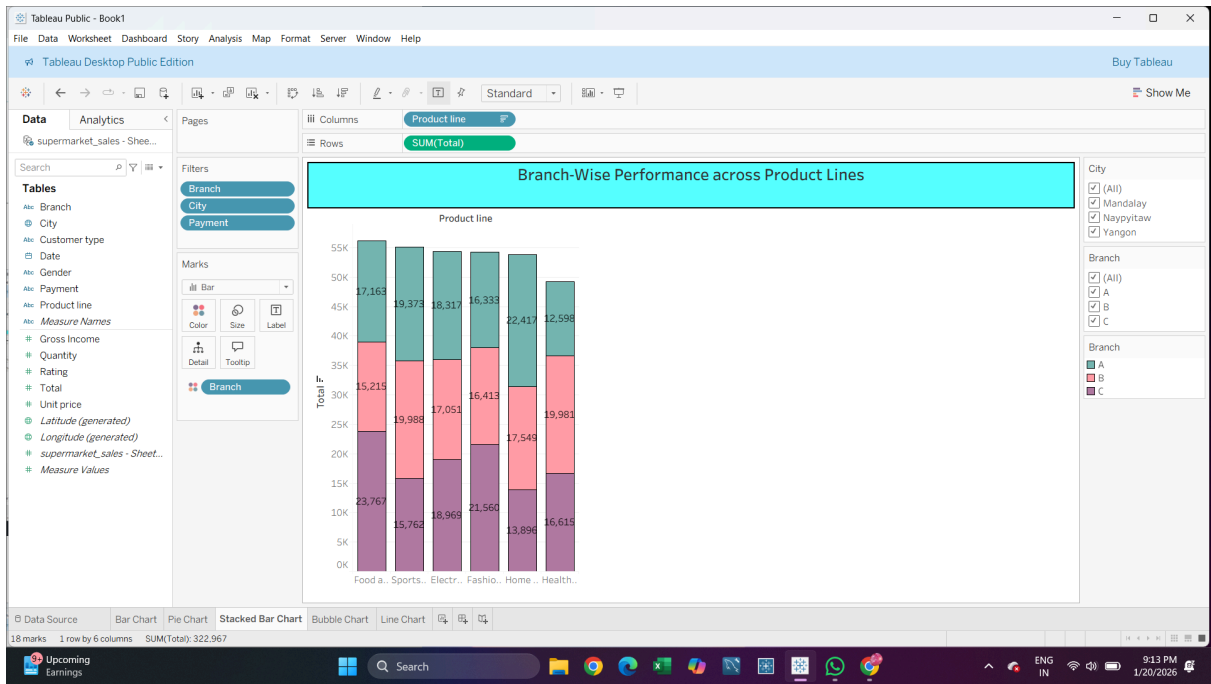 Tableau Public - Book1
File Data Worksheet Dashboard Story Analysis Map Format Server Window Help
Tableau Desktop Public Edition
Buy Tableau
Standard
Show Me
Data Analytics
supermarket_sales - Shee...
Search
Tables
Abc Branch
City
Abc Customer type
Date
Abc Gender
Abc Payment
Abc Product line
Abc Measure Names
# Gross Income
# Quantity
# Rating
# Total
# Unit price
Latitude (generated)
Longitude (generated)
# supermarket_sales - Sheet...
# Measure Values
Pages
Filters
Branch
City
Payment
Marks
Bar
Color Size Label
Detail Tooltip
Branch
Columns Product line
Rows SUM(Total)
Branch-Wise Performance across Product Lines
Product line
Total
55K
50K
45K
40K
35K
30K
25K
20K
15K
10K
5K
0K
17,163 19,373 18,317 16,333 22,417 12,598
15,215 19,988 17,051 16,413 17,549 19,981
23,767 15,762 18,969 21,560 13,896 16,615
Food a.. Sports.. Electr.. Fashio.. Home .. Health..
City
(All)
Mandalay
Naypyitaw
Yangon
Branch
(All)
A
B
C
Branch
A
B
C
Data Source Bar Chart Pie Chart Stacked Bar Chart Bubble Chart Line Chart
18 marks 1 row by 6 columns SUM(Total): 322,967
9+
Upcoming
Earnings
Search
ENG
IN
9:13 PM
1/20/2026